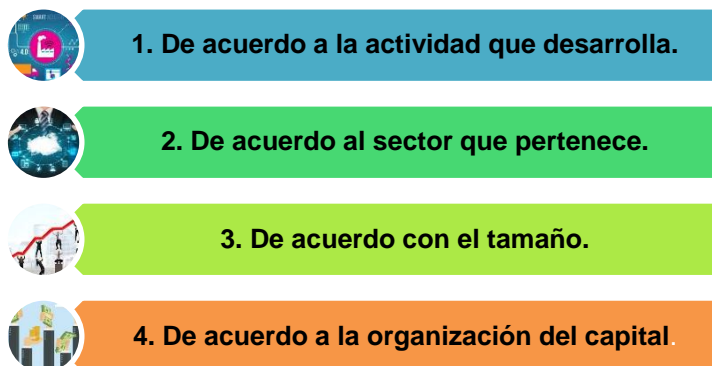 1. De acuerdo a la actividad que desarrolla.
2. De acuerdo al sector que pertenece.
3. De acuerdo con el tamaño.
4. De acuerdo a la organización del capital.